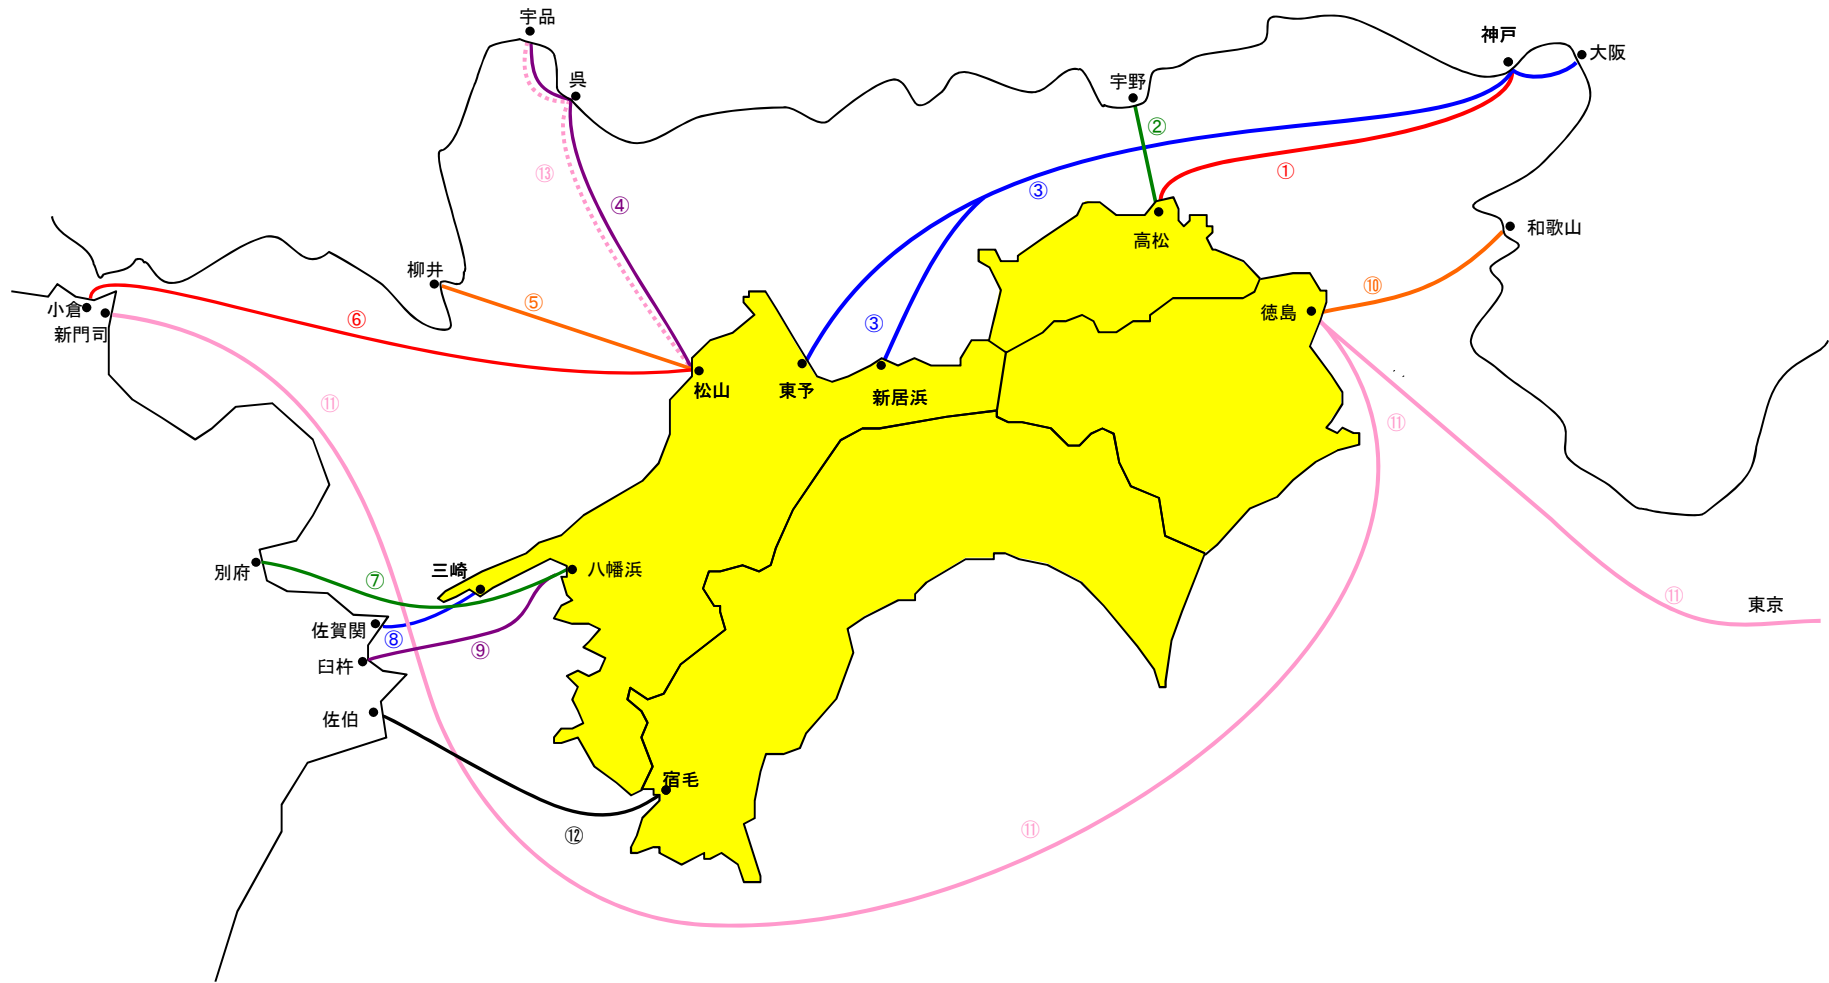 宇品
神戸
大阪
呉
宇野
②
⑬
①
④
③
和歌山
高松
柳井
⑤
⑩
小倉
新門司
⑥
③
徳島
松山
東予
新居浜
⑪
⑪
別府
三崎
八幡浜
⑦
⑪
東京
佐賀関
⑧
⑨
臼杵
佐伯
宿毛
⑫
⑪